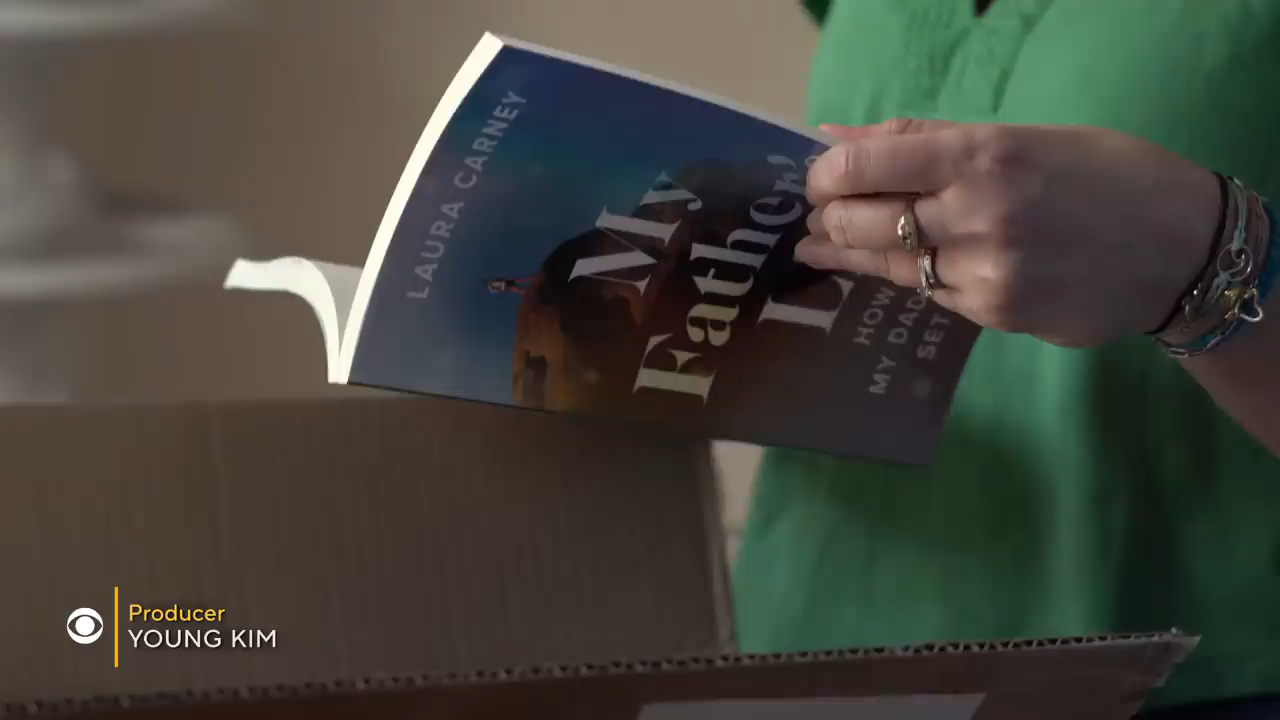 LAURA CARNEY
My
Father'
L
HOW
MY DAD
SET
Producer
YOUNG KIM